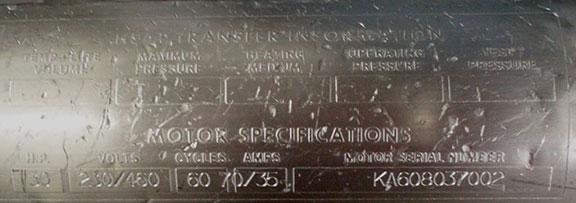 HEAT TRANSFER INFORMATION
MAXIMUM HEATING OPERATING
VOLUME PRESSURE MEDIUM PRESSURE PRESSURE
MOTOR SPECIFICATIONS
H.P. VOLTS CYCLES AMPS MOTOR SERIAL NUMBER
30 230/460 60 70/35 KA608037002